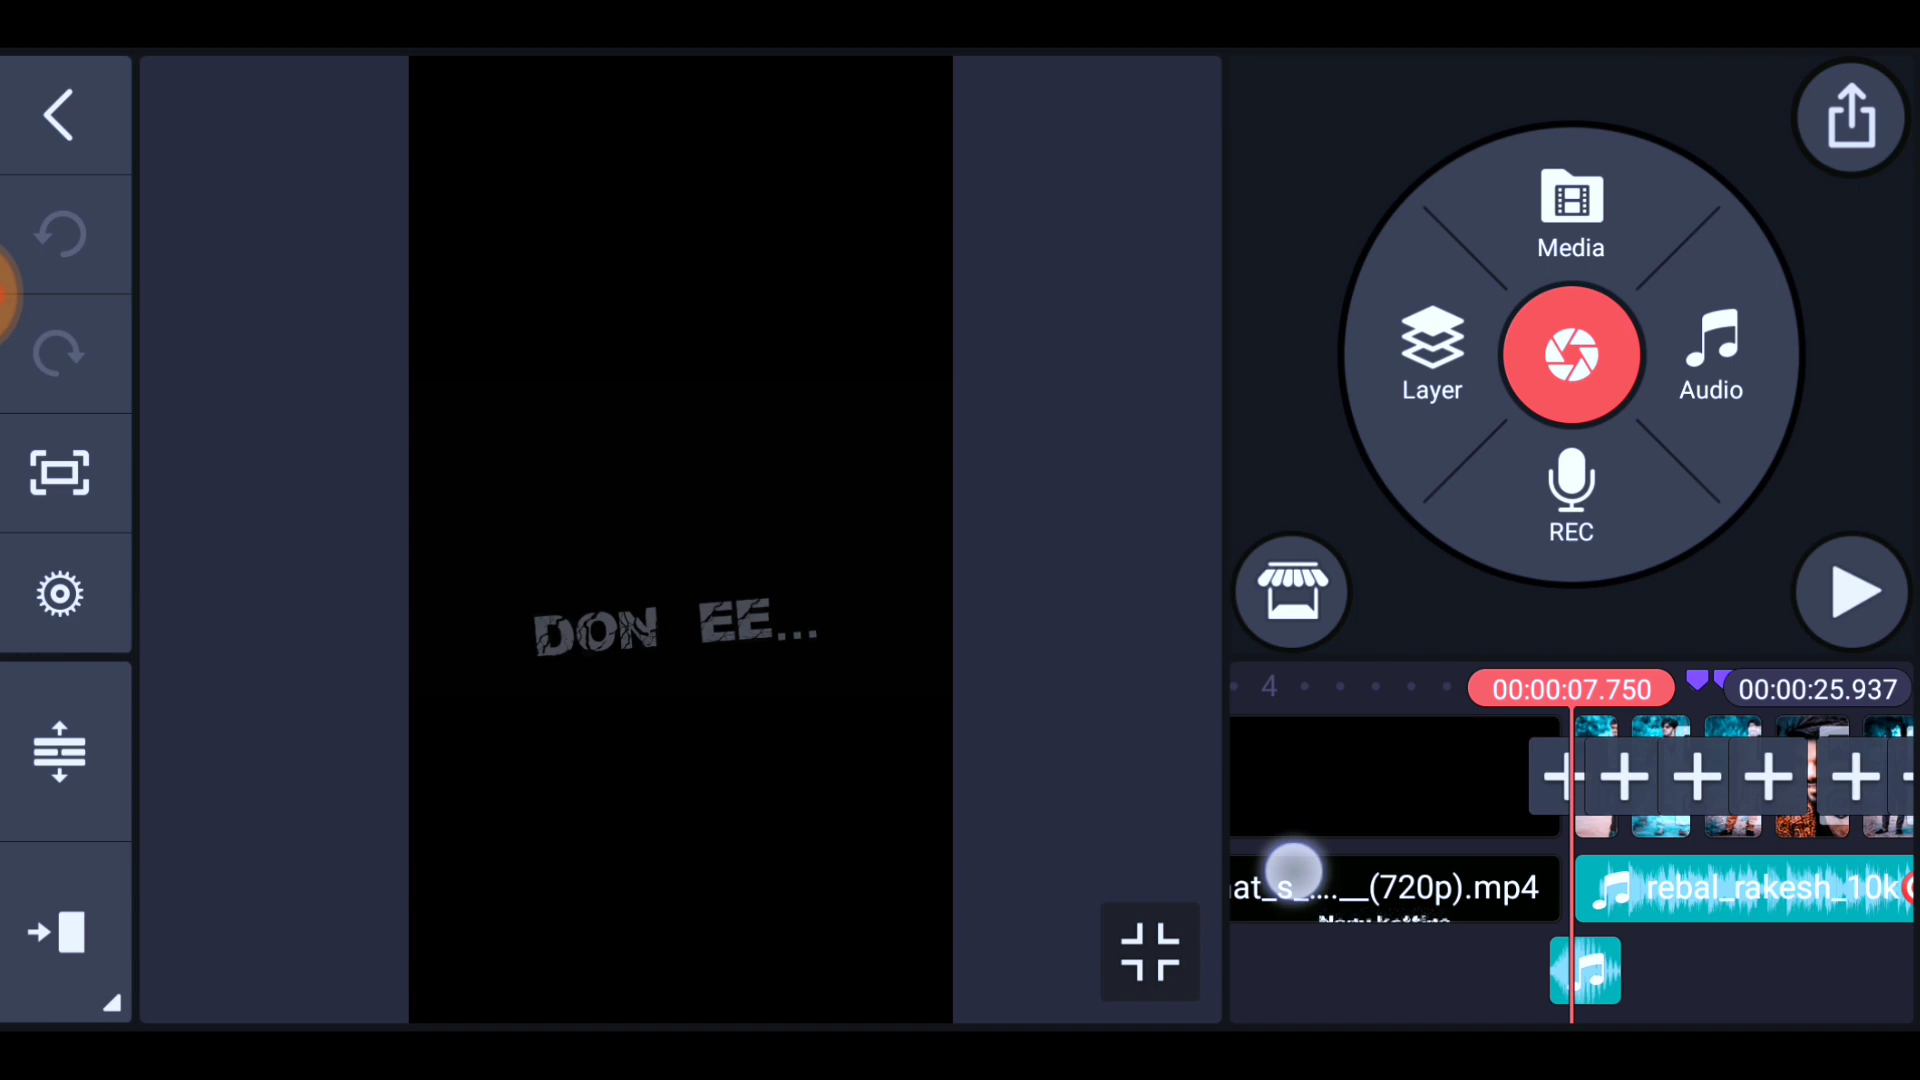 Media
Layer
Audio
REC
DON EE...
4
00:00:07.750
00:00:25.937
at_s_....__(720p).mp4
rebal_rakesh_10k